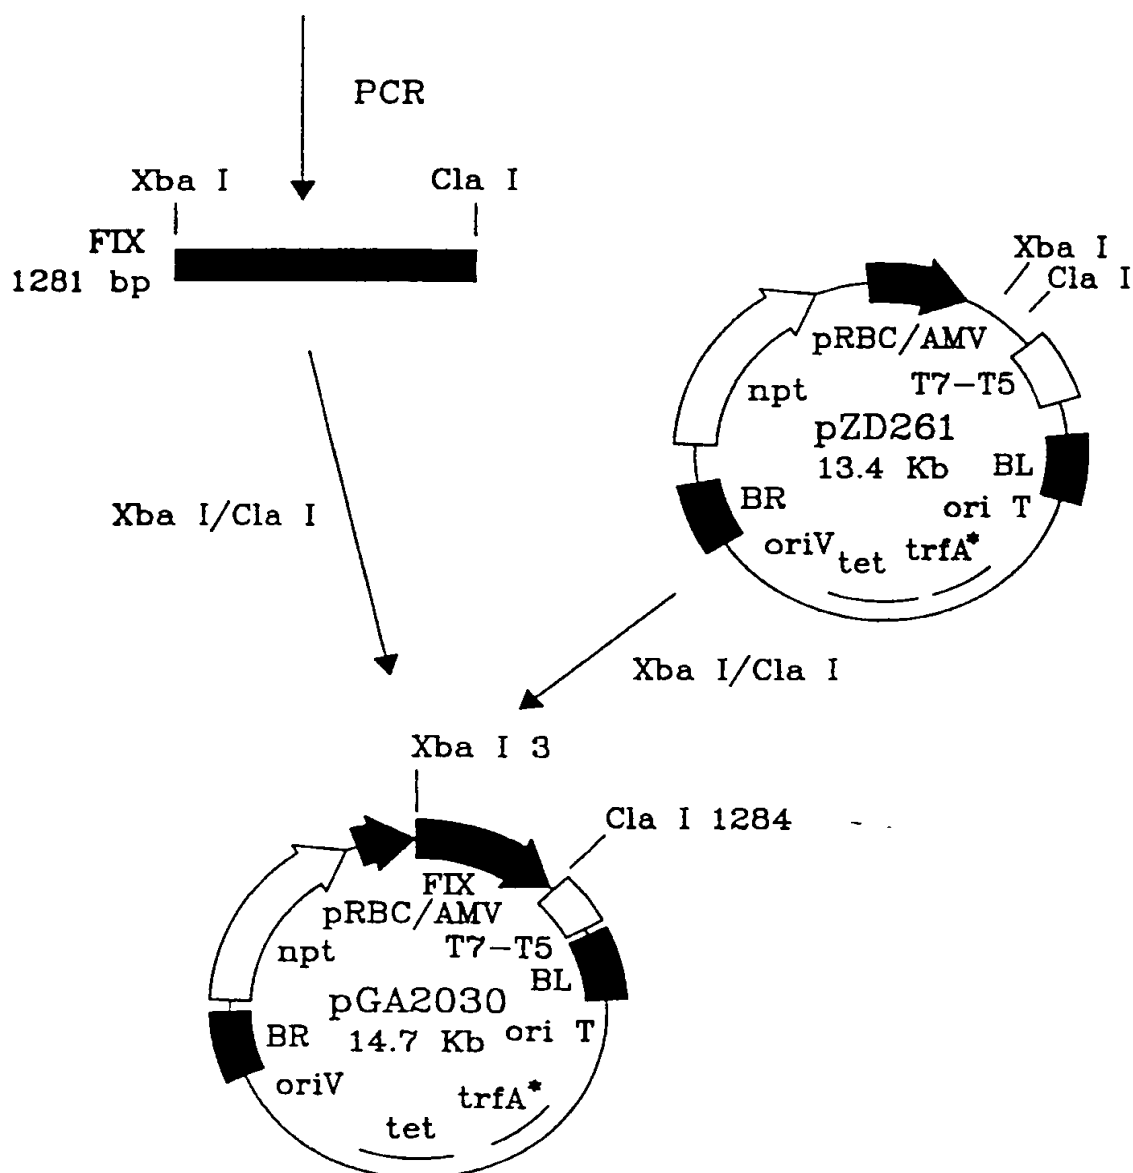 PCR
Xba I
Cla I
FIX
1281 bp
Xba I
Cla I
pRBC/AMV
T7-T5
npt
pZD261
13.4 Kb
BL
BR
ori T
oriV
tet
trfA*
Xba I/Cla I
Xba I/Cla I
Xba I 3
Cla I 1284
FIX
pRBC/AMV
T7-T5
npt
BL
pGA2030
BR
14.7 Kb
ori T
oriV
trfA*
tet